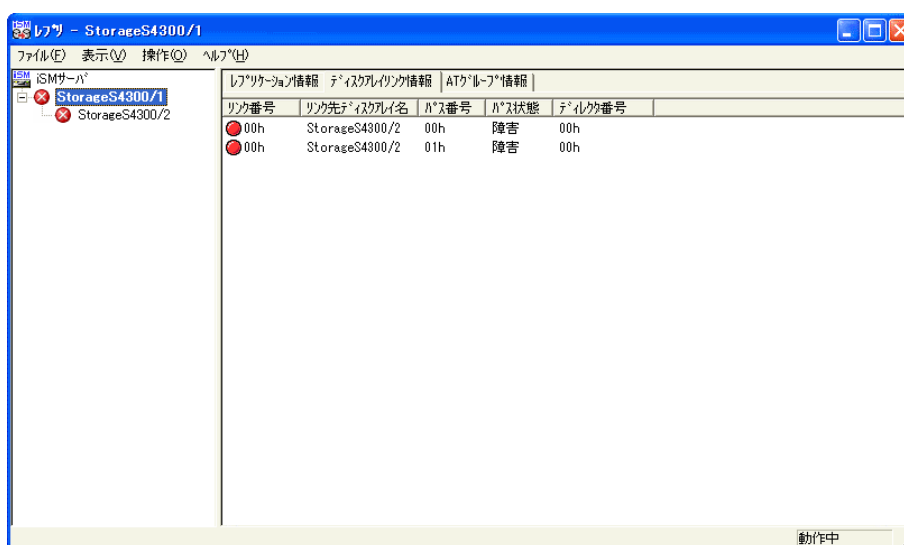 iSM ﾚﾌﾟﾘ - StorageS4300/1
ﾌｧｲﾙ(F) 表示(V) 操作(O) ﾍﾙﾌﾟ(H)
iSM iSMｻｰﾊﾞ
StorageS4300/1
StorageS4300/2
ﾚﾌﾟﾘｹｰｼｮﾝ情報 ﾃﾞｨｽｸｱﾚｲﾘﾝｸ情報 ATｸﾞﾙｰﾌﾟ情報
ﾘﾝｸ番号 ﾘﾝｸ先ﾃﾞｨｽｸｱﾚｲ名 ﾊﾟｽ番号 ﾊﾟｽ状態 ﾃﾞｨﾚｸﾀ番号
00h StorageS4300/2 00h 障害 00h
00h StorageS4300/2 01h 障害 00h
動作中